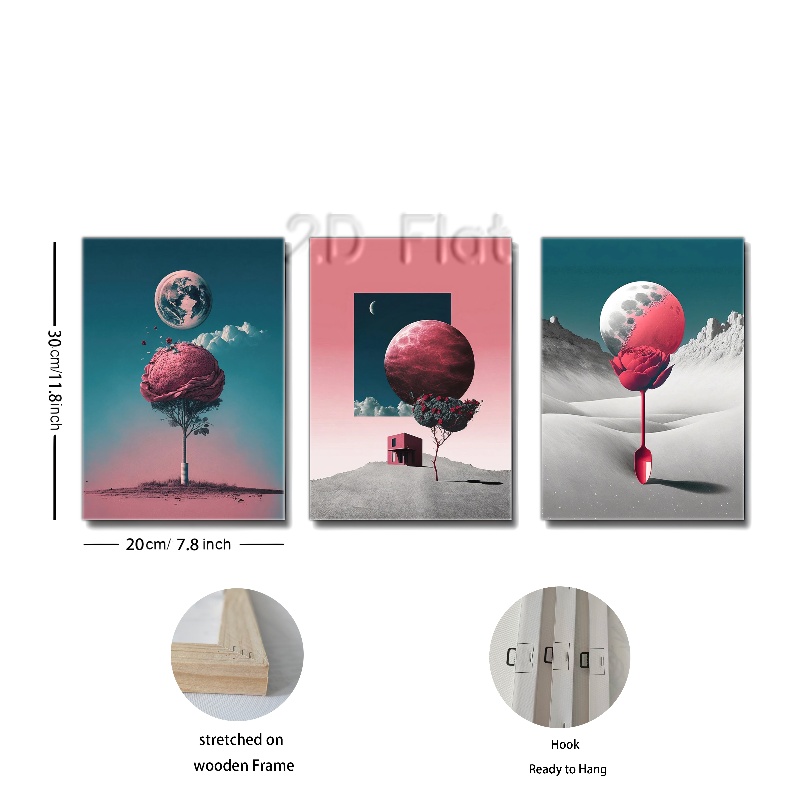 2D Flat
30cm/11.8inch
20cm/ 7.8 inch
stretched on
wooden Frame
Hook
Ready to Hang